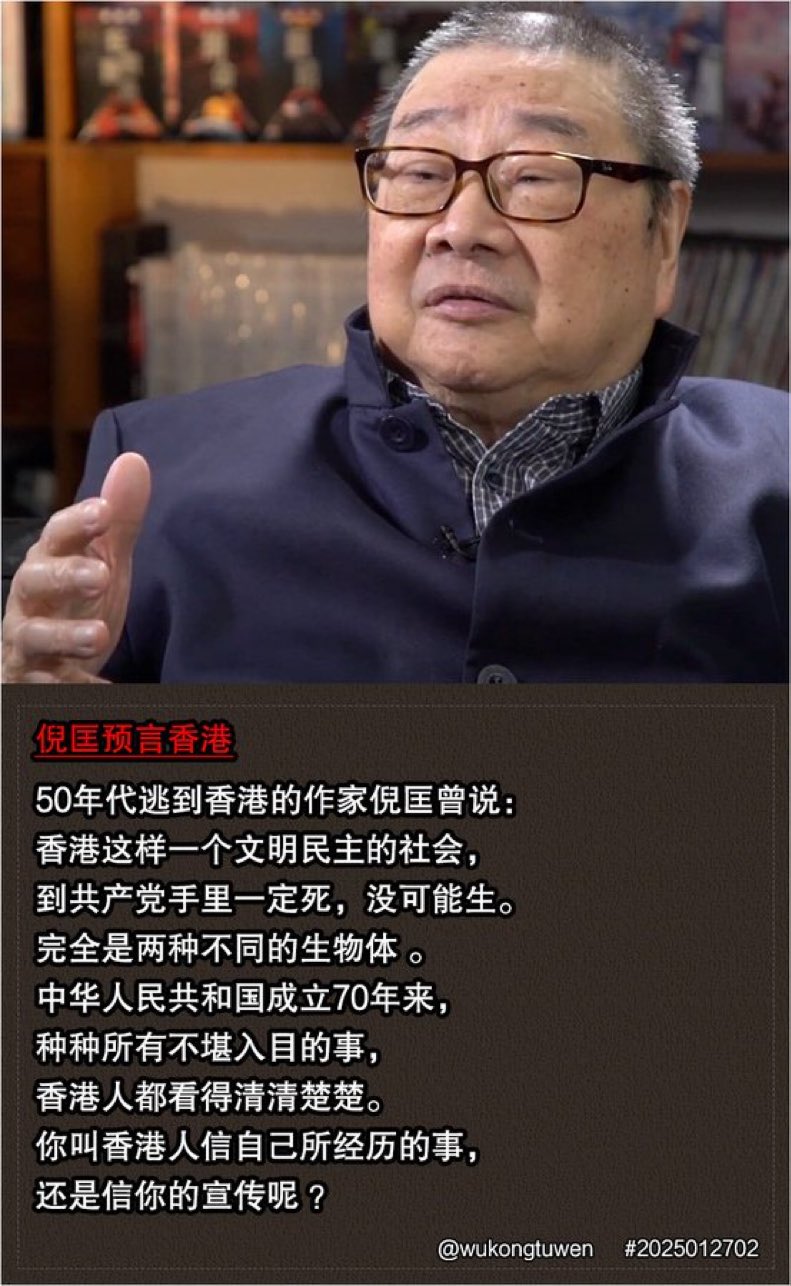 倪匡预言香港
50年代逃到香港的作家倪匡曾说：
香港这样一个文明民主的社会，
到共产党手里一定死，没可能生。
完全是两种不同的生物体 。
中华人民共和国成立70年来，
种种所有不堪入目的事，
香港人都看得清清楚楚。
你叫香港人信自己所经历的事，
还是信你的宣传呢？
@wukongtuwen #2025012702